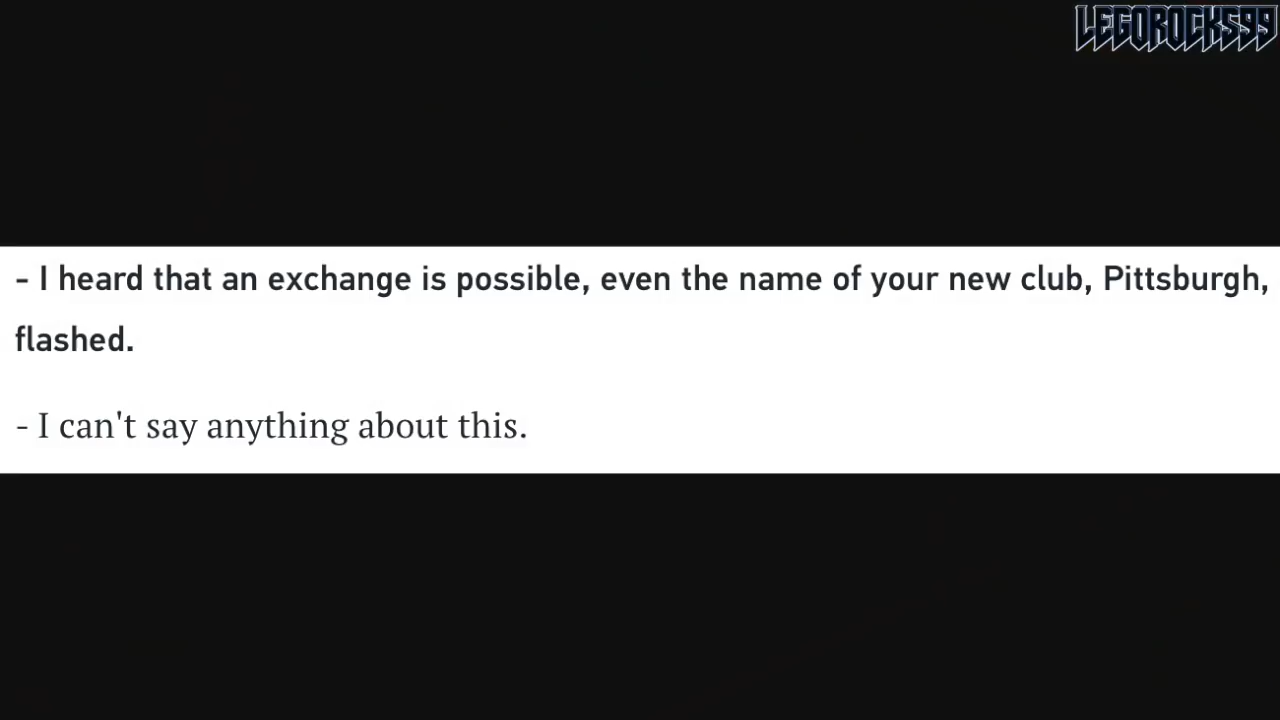 LEGOROCKS99
- I heard that an exchange is possible, even the name of your new club, Pittsburgh,
flashed.
- I can't say anything about this.